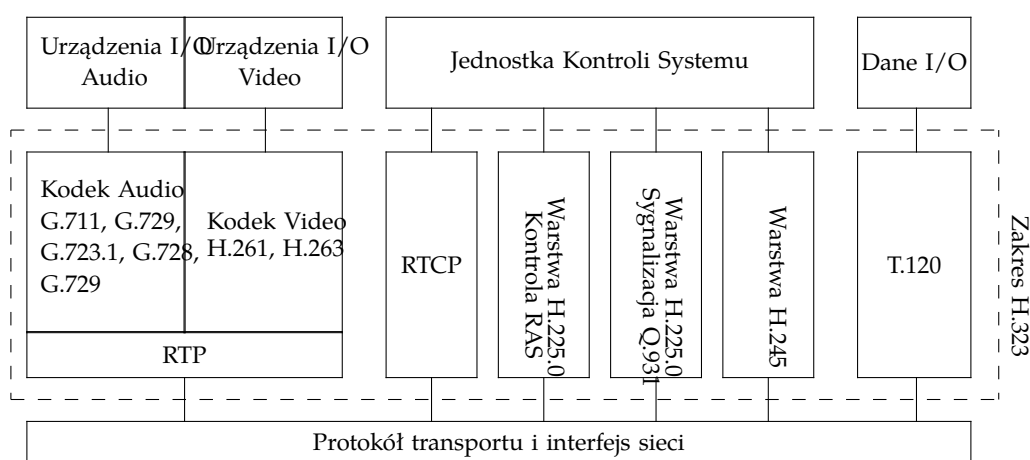 Urządzenia I/O
Audio
Urządzenia I/O
Video
Jednostka Kontroli Systemu
Dane I/O
Kodek Audio
G.711, G.729,
G.723.1, G.728,
G.729
Kodek Video
H.261, H.263
RTP
RTCP
Warstwa H.225.0
Kontrola RAS
Warstwa H.225.0
Sygnalizacja Q.931
Warstwa H.245
T.120
Zakres H.323
Protokół transportu i interfejs sieci